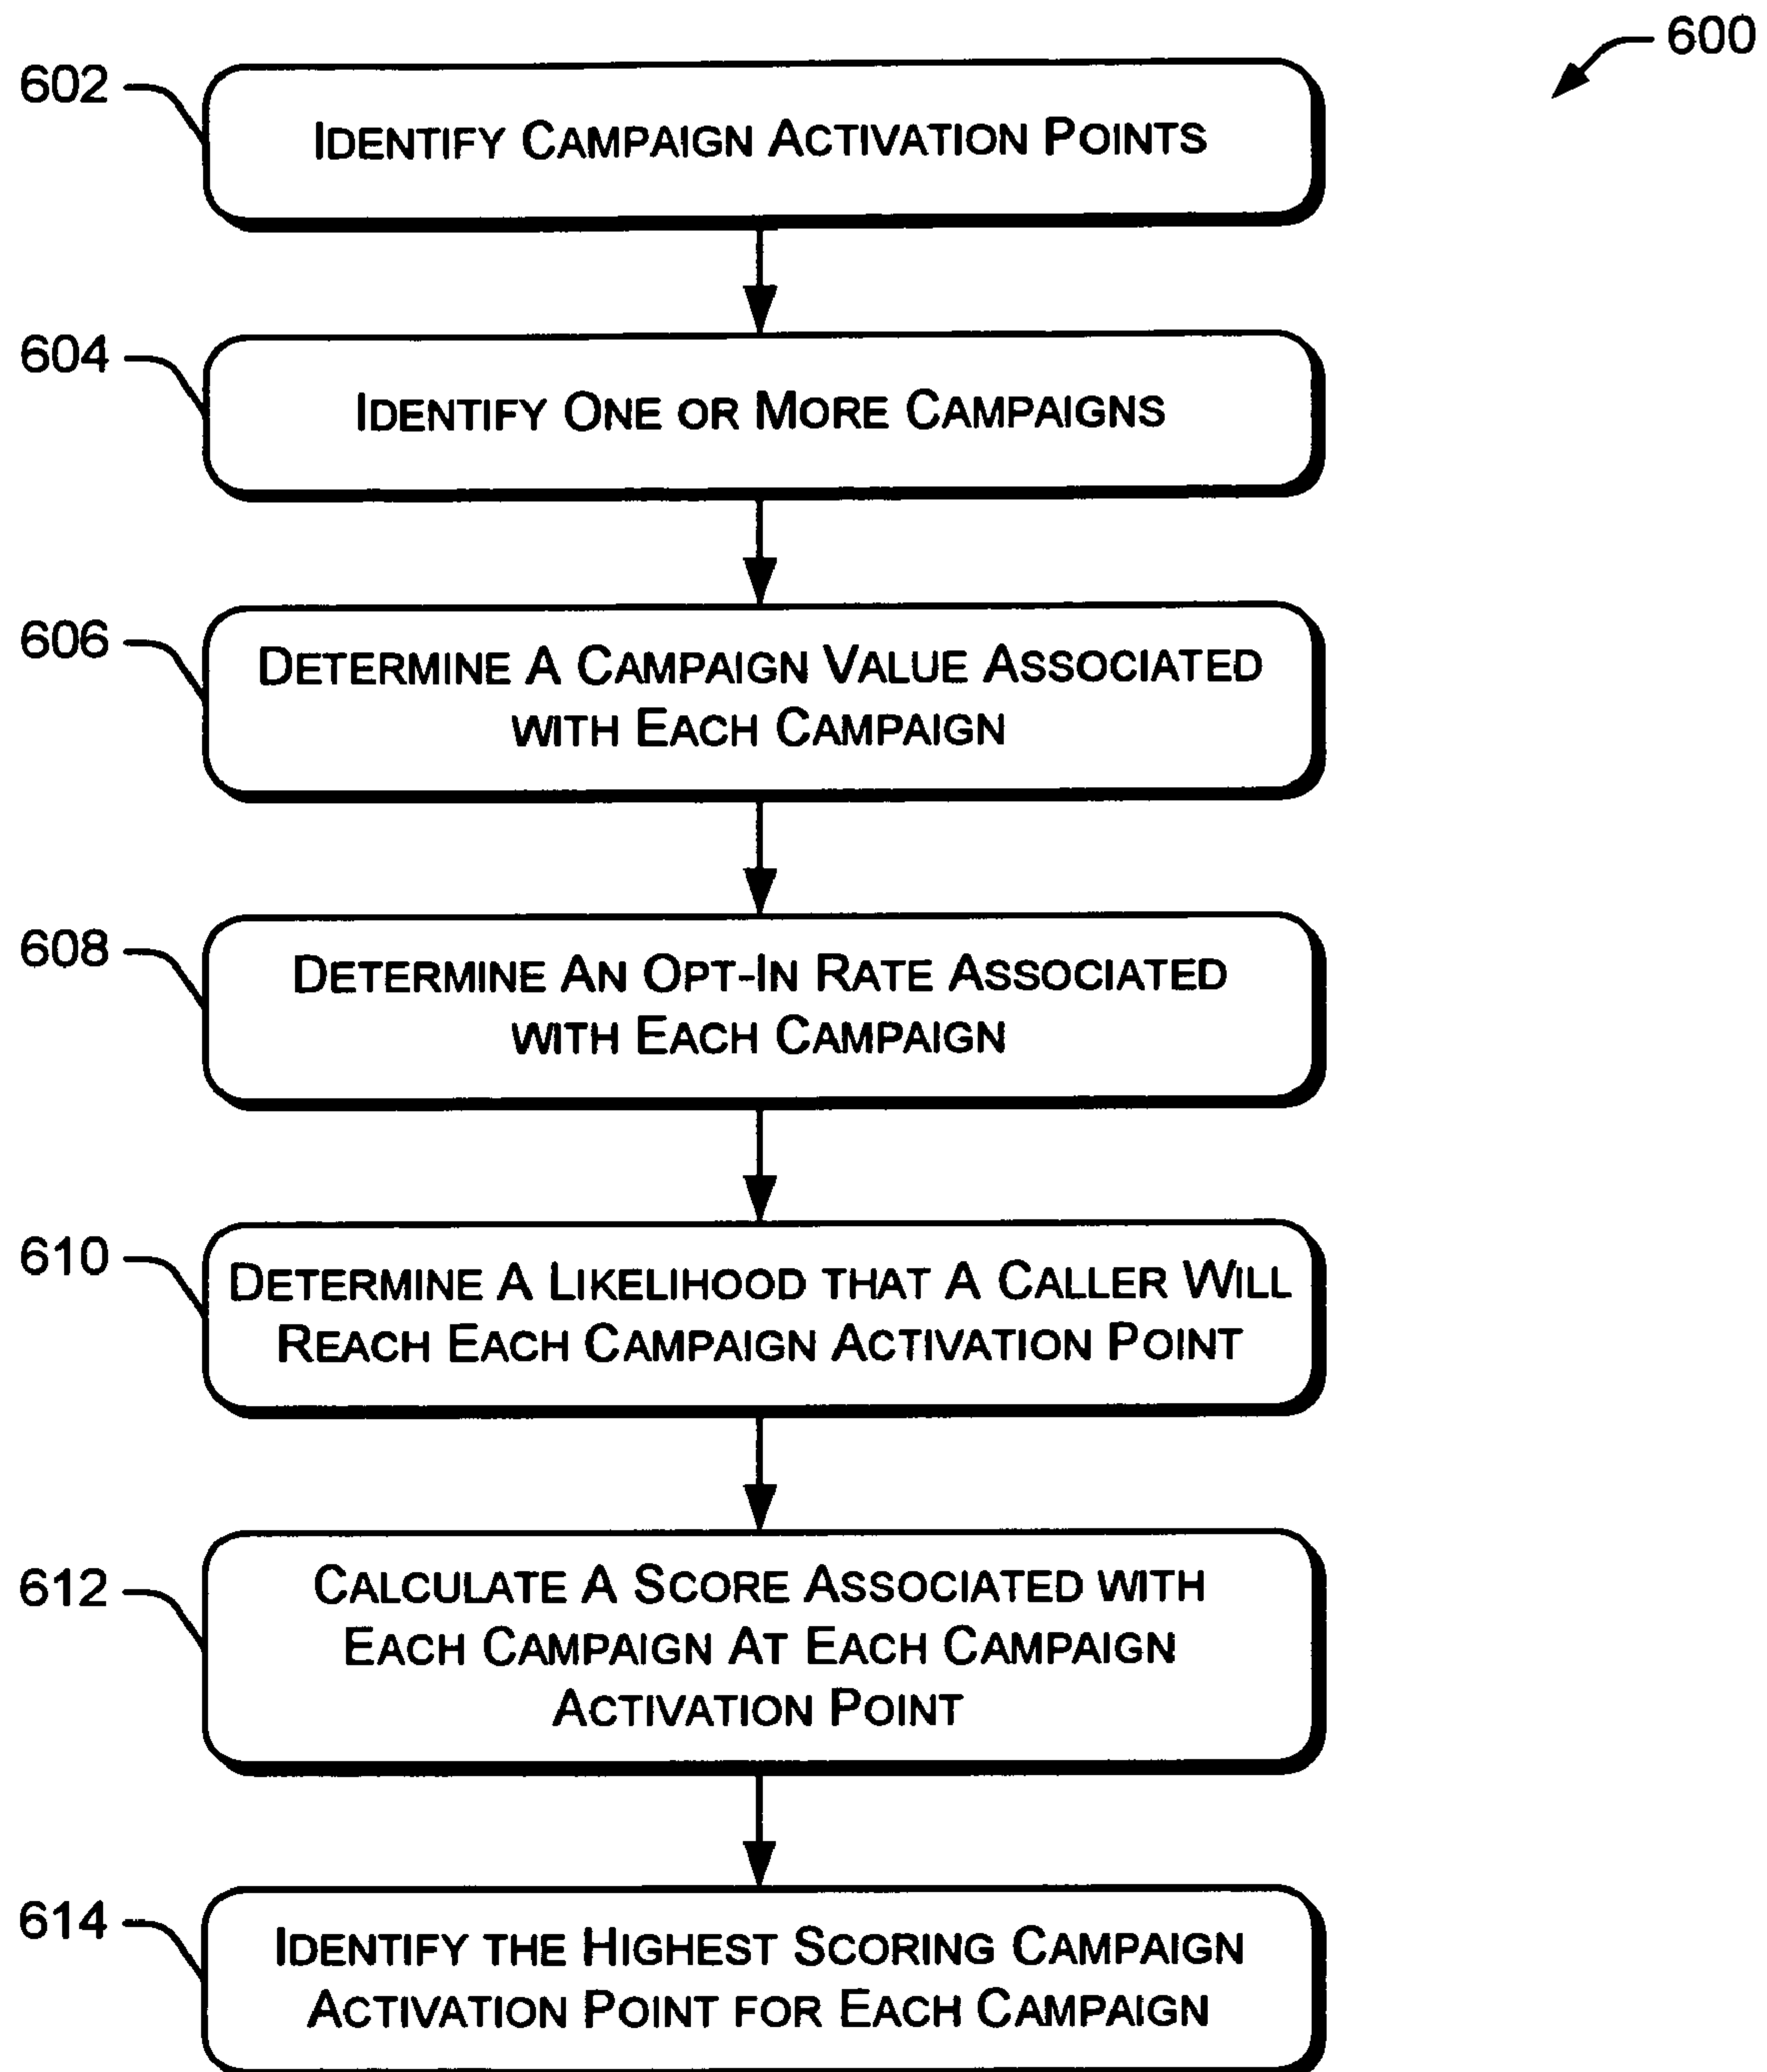 600
602
IDENTIFY CAMPAIGN ACTIVATION POINTS
604
IDENTIFY ONE OR MORE CAMPAIGNS
606
DETERMINE A CAMPAIGN VALUE ASSOCIATED
WITH EACH CAMPAIGN
608
DETERMINE AN OPT-IN RATE ASSOCIATED
WITH EACH CAMPAIGN
610
DETERMINE A LIKELIHOOD THAT A CALLER WILL
REACH EACH CAMPAIGN ACTIVATION POINT
612
CALCULATE A SCORE ASSOCIATED WITH
EACH CAMPAIGN AT EACH CAMPAIGN
ACTIVATION POINT
614
IDENTIFY THE HIGHEST SCORING CAMPAIGN
ACTIVATION POINT FOR EACH CAMPAIGN